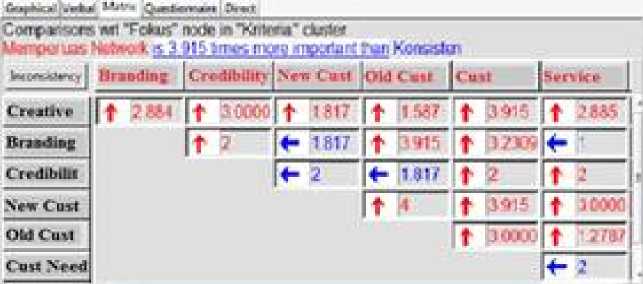 Graphical Verbal Matrix Questionnaire Direct
Comparisons wrt "Fokus" node in "Kriteria" cluster
Memperluas Network is 3.915 times more important than Konsisten
Inconsistency Branding Credibility New Cust Old Cust Cust Service
Creative 2.884 3.0000 1.817 1.587 3.915 2.885
Branding 2 1.817 3.915 3.2309 1
Credibilit 2 1.817 2 2
New Cust 4 3.915 3.0000
Old Cust 3.0000 1.2787
Cust Need 2